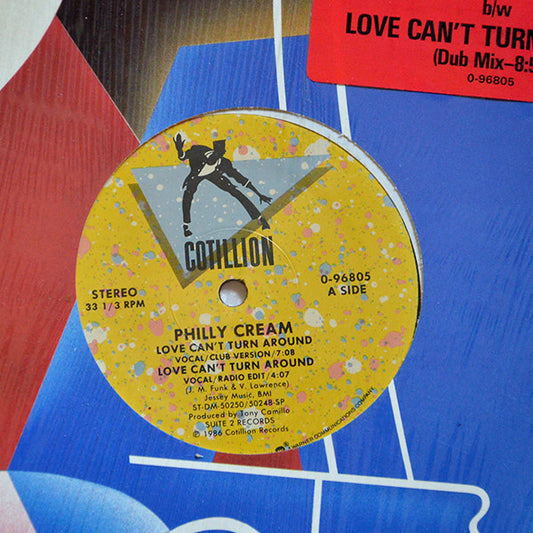 b/w
LOVE CAN'T TURN
(Dub Mix–8:5
0-96805
COTILLION
STEREO
33 1/3 RPM
0-96805
A SIDE
PHILLY CREAM
LOVE CAN'T TURN AROUND
VOCAL/CLUB VERSION/7:08
LOVE CAN'T TURN AROUND
VOCAL/RADIO EDIT/4:07
(J. M. Funk & V. Lawrence)
Jessey Music, BMI
ST-DM-50250/50248-SP
Produced by Tony Camillo
SUITE 2 RECORDS
℗ 1986 Cotillion Records
A WARNER COMMUNICATIONS COMPANY